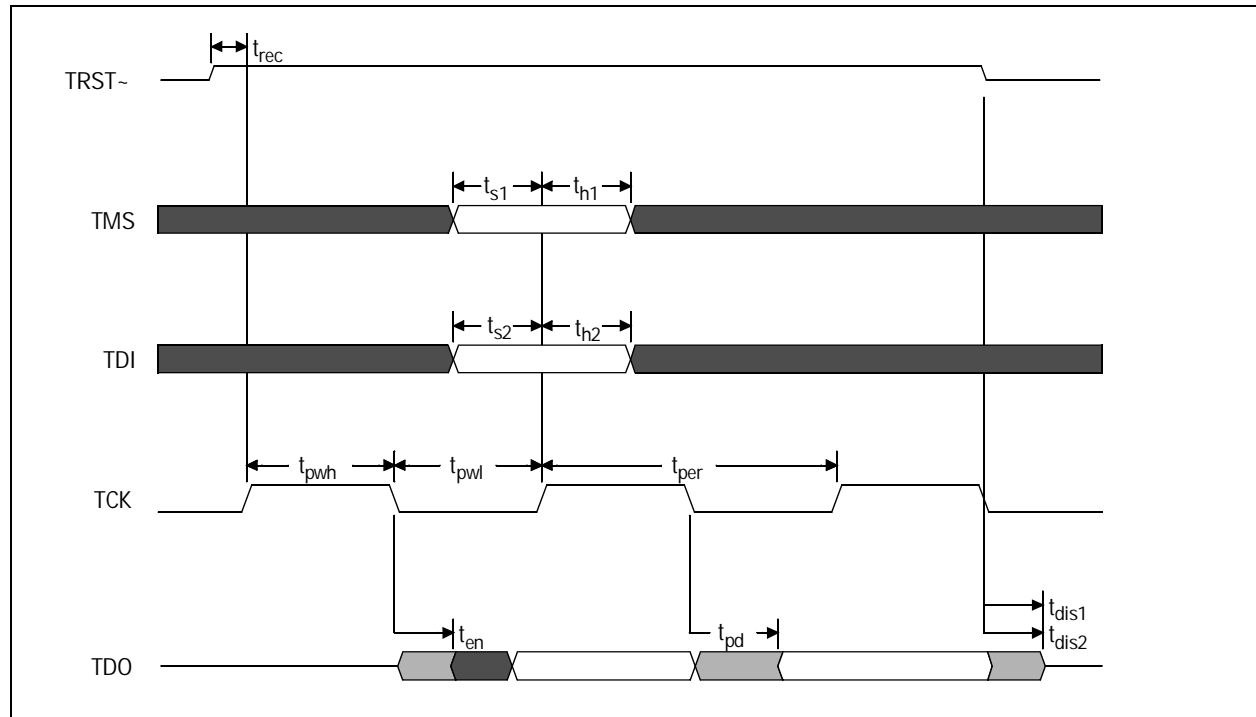 t_rec
TRST~
t_s1 t_h1
TMS
t_s2 t_h2
TDI
t_pwh t_pwl t_per
TCK
t_dis1
t_en t_pd t_dis2
TDO